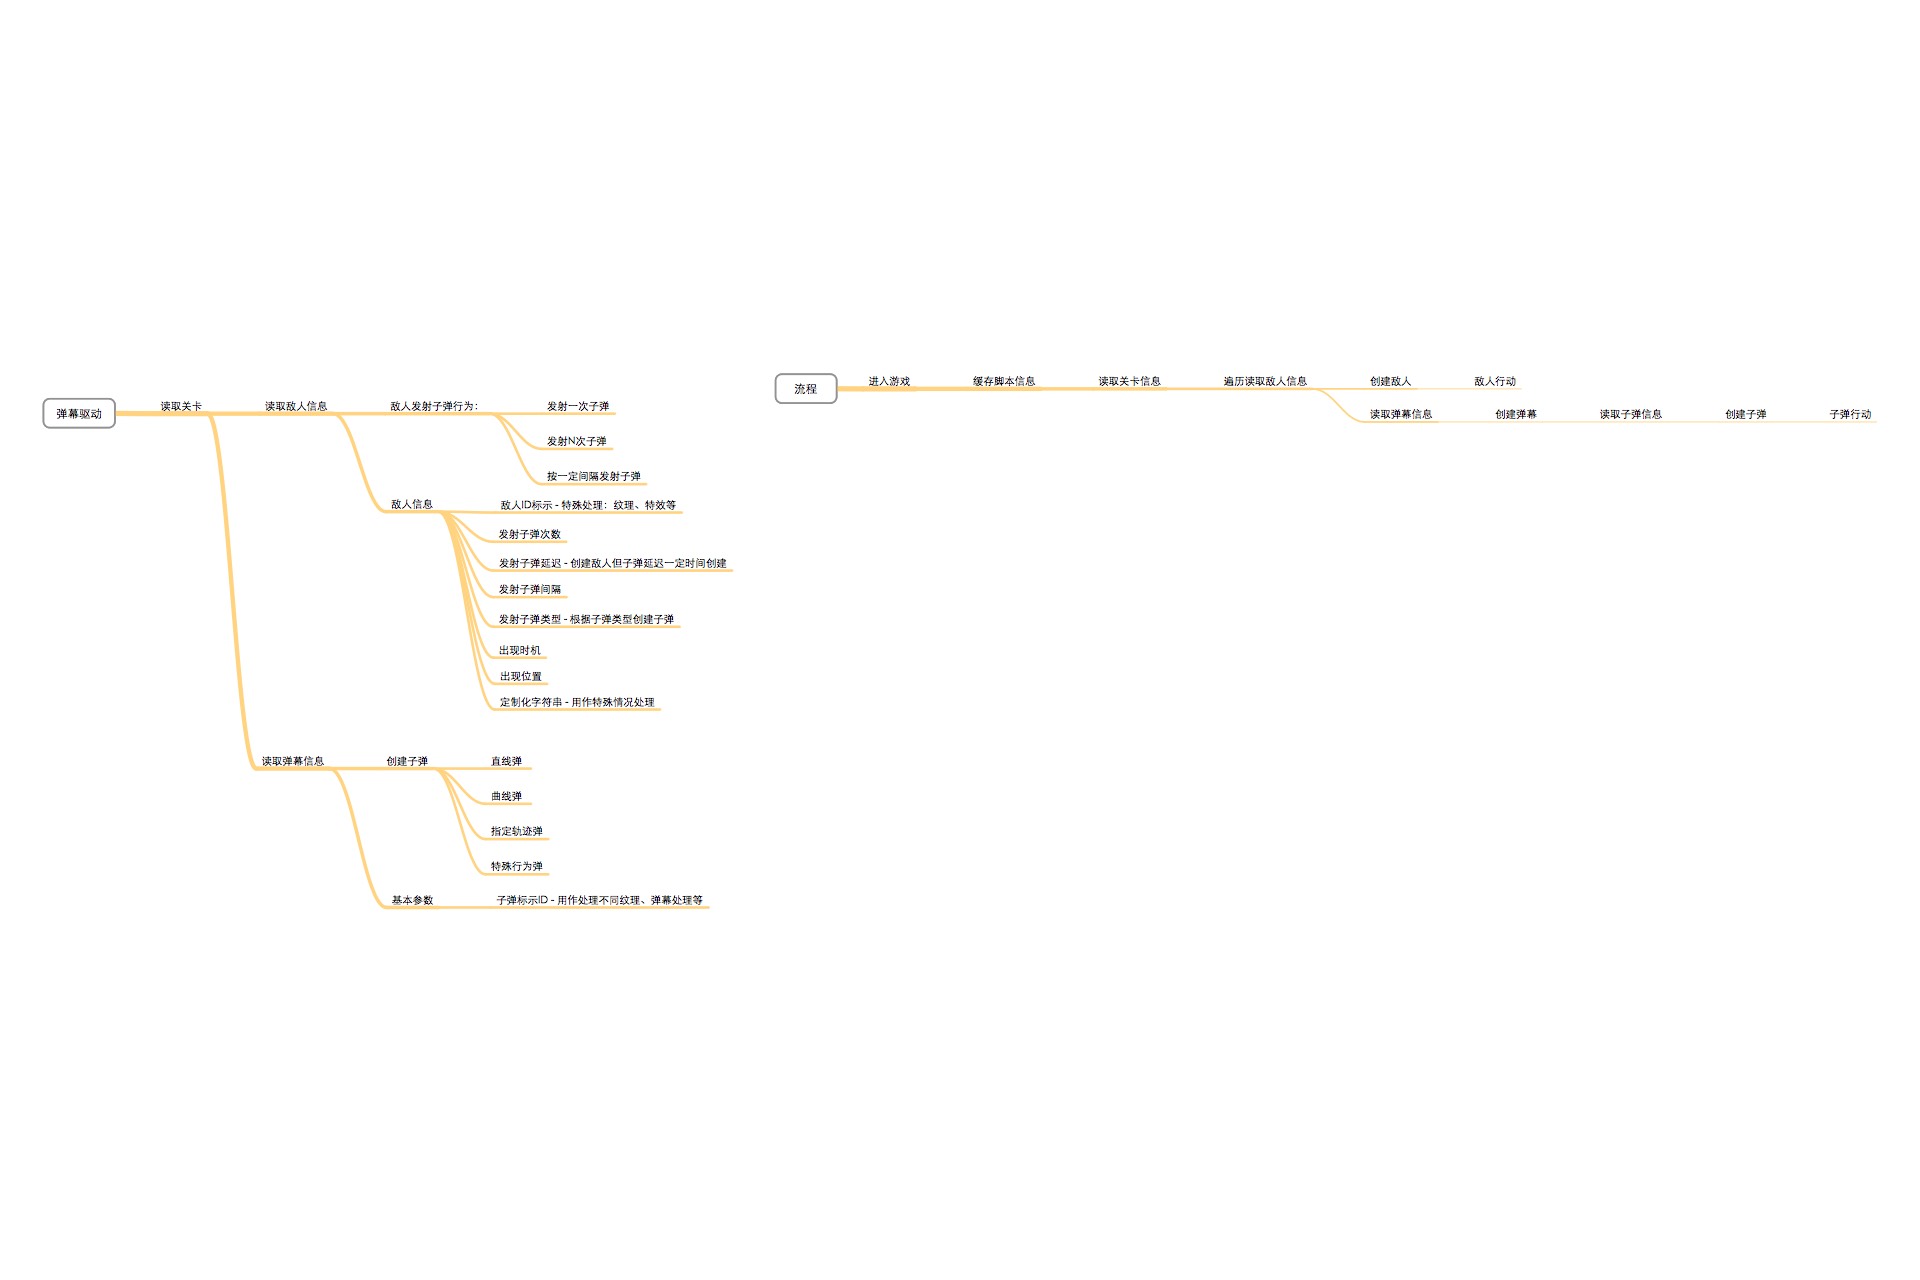 弹幕驱动
读取关卡
读取敌人信息
敌人发射子弹行为：
发射一次子弹
发射N次子弹
按一定间隔发射子弹
敌人信息
敌人ID标示 - 特殊处理：纹理、特效等
发射子弹次数
发射子弹延迟 - 创建敌人但子弹延迟一定时间创建
发射子弹间隔
发射子弹类型 - 根据子弹类型创建子弹
出现时机
出现位置
定制化字符串 - 用作特殊情况处理
读取弹幕信息
创建子弹
直线弹
曲线弹
指定轨迹弹
特殊行为弹
基本参数
子弹标示ID - 用作处理不同纹理、弹幕处理等
流程
进入游戏
缓存脚本信息
读取关卡信息
遍历读取敌人信息
创建敌人
敌人行动
读取弹幕信息
创建弹幕
读取子弹信息
创建子弹
子弹行动